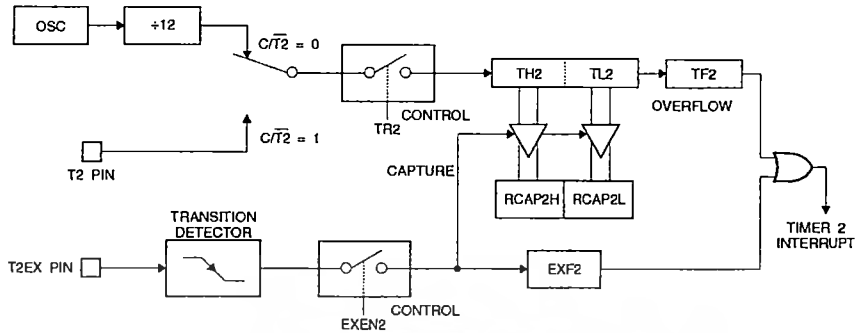 OSC
÷12
C/T2 = 0
TH2
TL2
TF2
OVERFLOW
CONTROL
TR2
C/T2 = 1
T2 PIN
CAPTURE
RCAP2H
RCAP2L
TRANSITION
DETECTOR
TIMER 2
INTERRUPT
T2EX PIN
EXF2
CONTROL
EXEN2